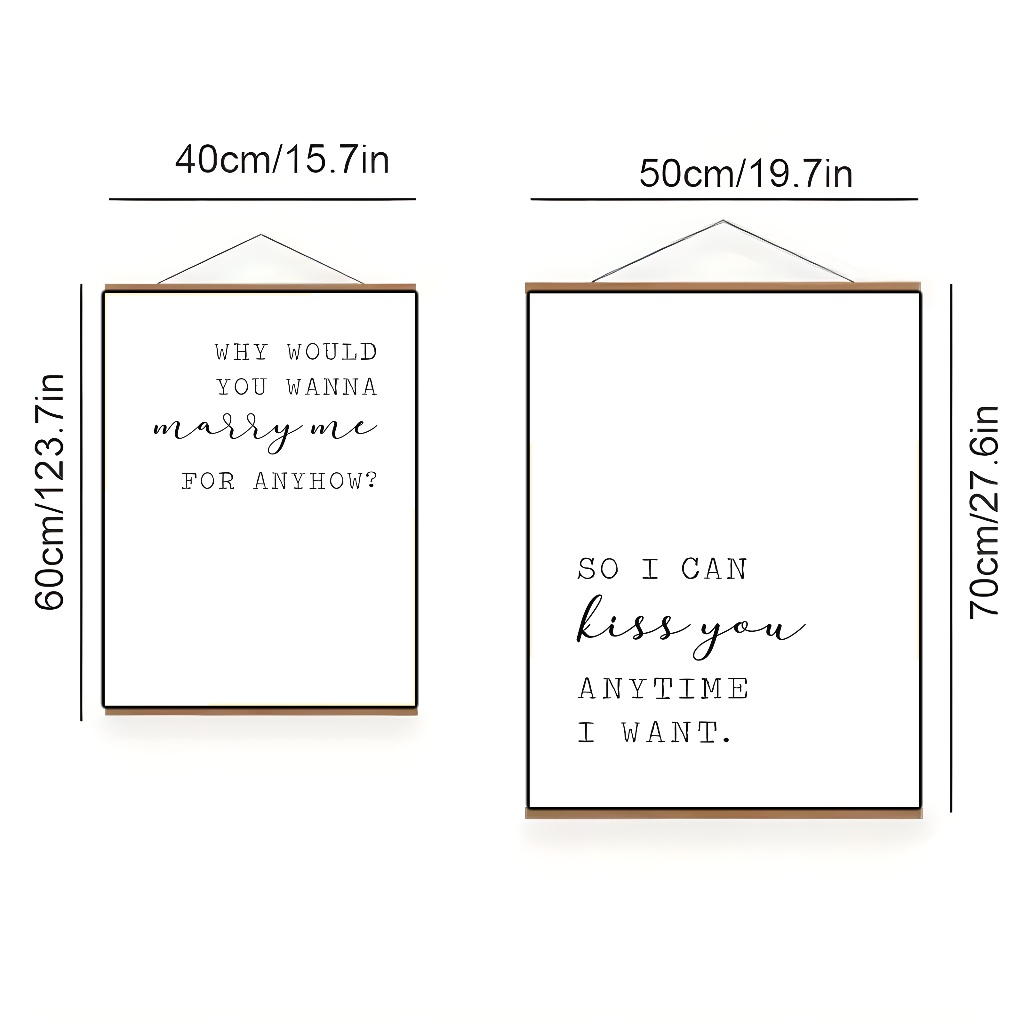 40cm/15.7in
60cm/123.7in
WHY WOULD
YOU WANNA
marry me
FOR ANYHOW?
50cm/19.7in
70cm/27.6in
SO I CAN
kiss you
ANYTIME
I WANT.